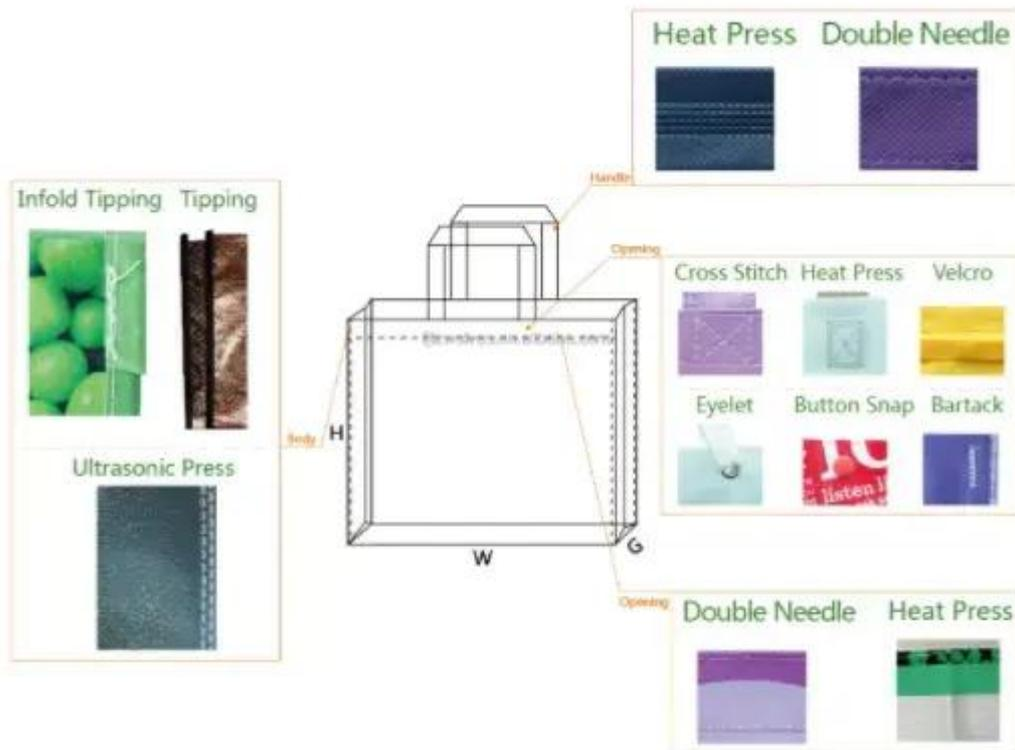 Heat Press Double Needle
Handle
Infold Tipping Tipping
Opening
Cross Stitch Heat Press Velcro
Eyelet Button Snap Bartack
listen
Body
H
Ultrasonic Press
W
G
Opening
Double Needle Heat Press